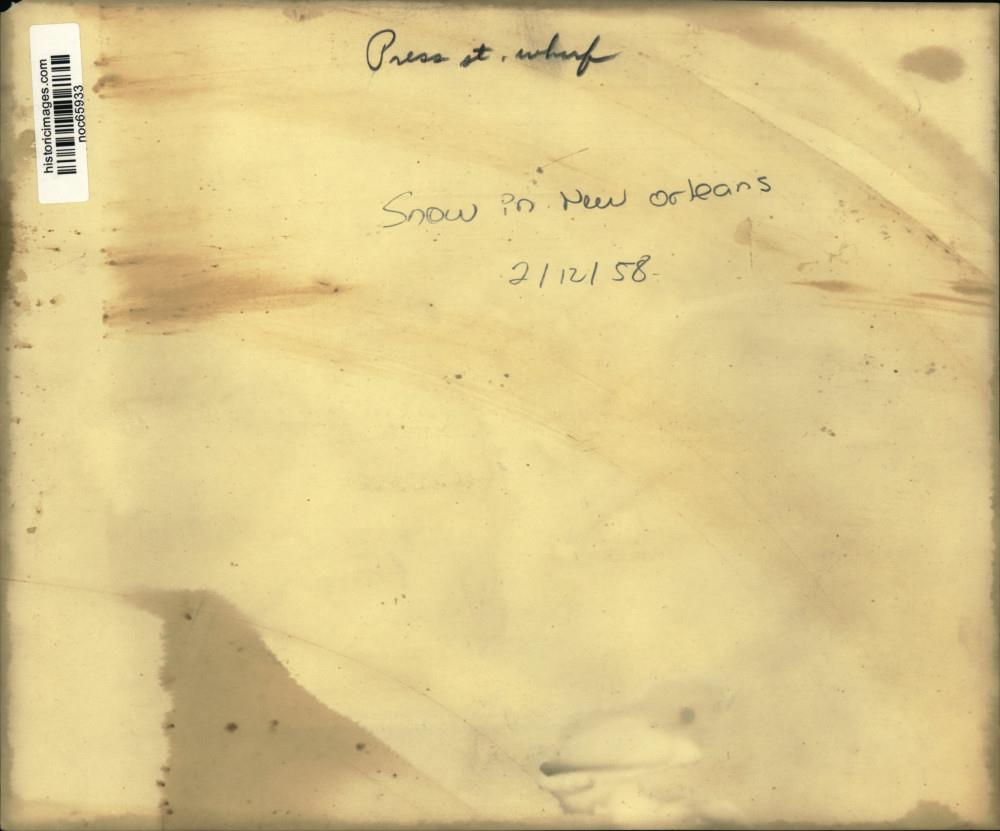 Press st. wharf
Snow in New Orleans
2/12/58
historicimages.com
noc65933